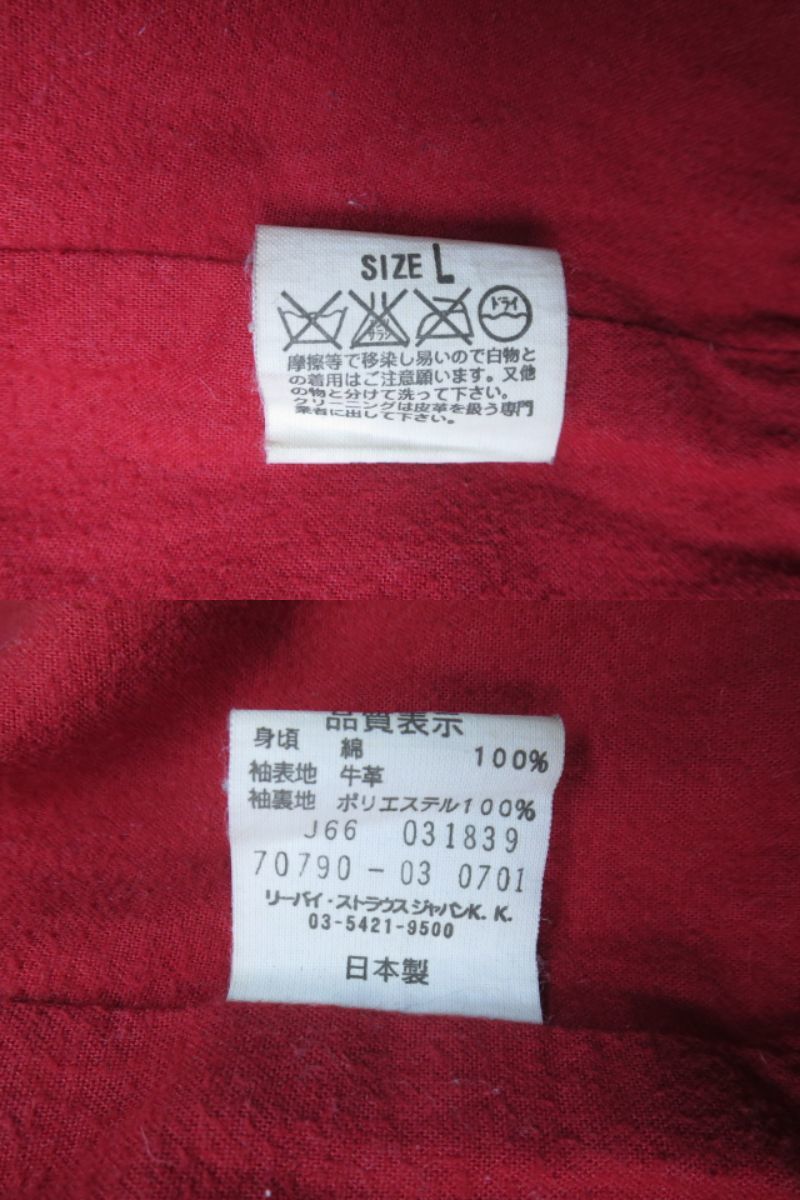 SIZE L
エンソ サラシ ドライ
摩擦等で移染し易いので白物と
の着用はご注意願います。又他
の物と分けて洗って下さい。
クリーニングは皮革を扱う専門
業者に出して下さい。
品質表示
身頃 綿 100%
袖表地 牛革
袖裏地 ポリエステル100%
J66 031839
70790-03 0701
リーバイ・ストラウスジャパンK.K.
03-5421-9500
日本製